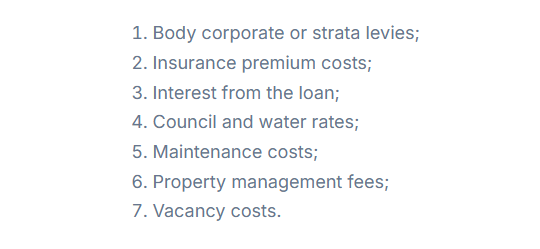 1. Body corporate or strata levies;
2. Insurance premium costs;
3. Interest from the loan;
4. Council and water rates;
5. Maintenance costs;
6. Property management fees;
7. Vacancy costs.